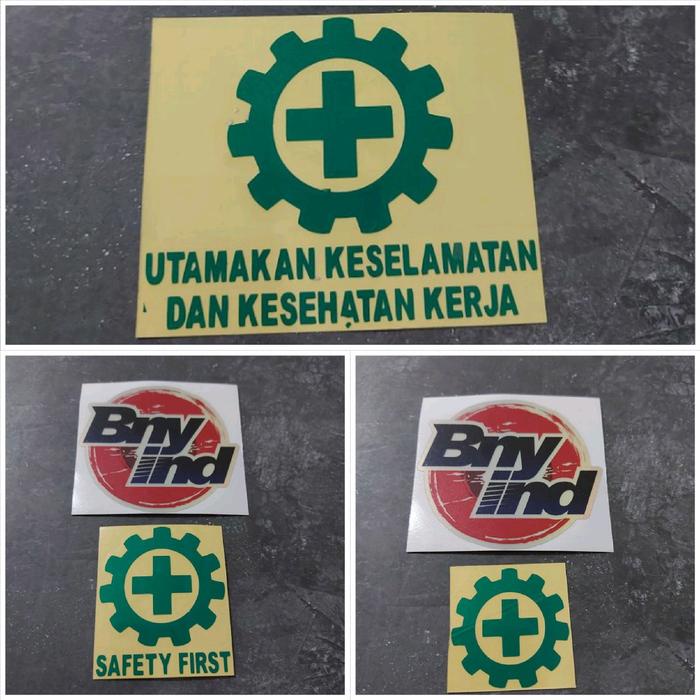 UTAMAKAN KESELAMATAN
DAN KESEHATAN KERJA
Bny
ind
SAFETY FIRST
Bny
ind